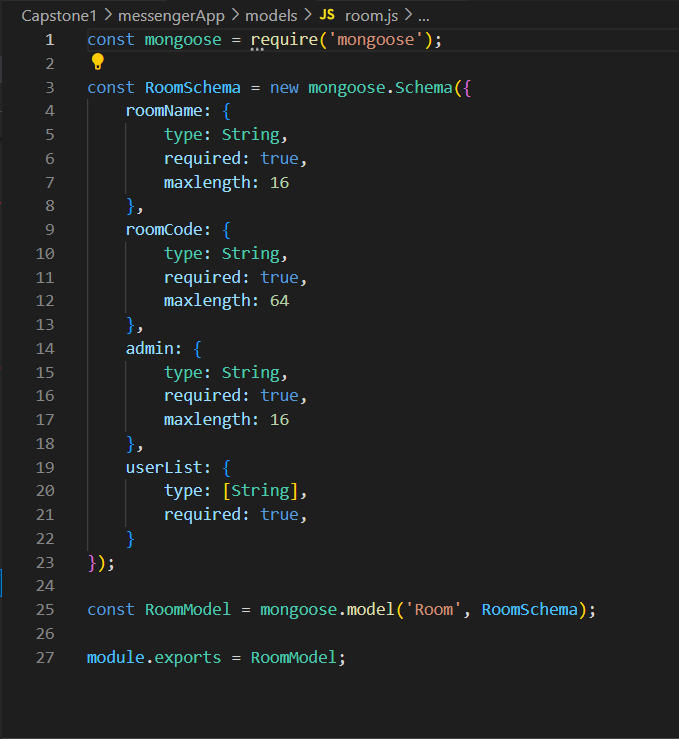 Capstone1 > messengerApp > models > JS room.js > ...
1 const mongoose = require('mongoose');
2
3 const RoomSchema = new mongoose.Schema({
4     roomName: {
5         type: String,
6         required: true,
7         maxlength: 16
8     },
9     roomCode: {
10         type: String,
11         required: true,
12         maxlength: 64
13     },
14     admin: {
15         type: String,
16         required: true,
17         maxlength: 16
18     },
19     userList: {
20         type: [String],
21         required: true,
22     }
23 });
24
25 const RoomModel = mongoose.model('Room', RoomSchema);
26
27 module.exports = RoomModel;